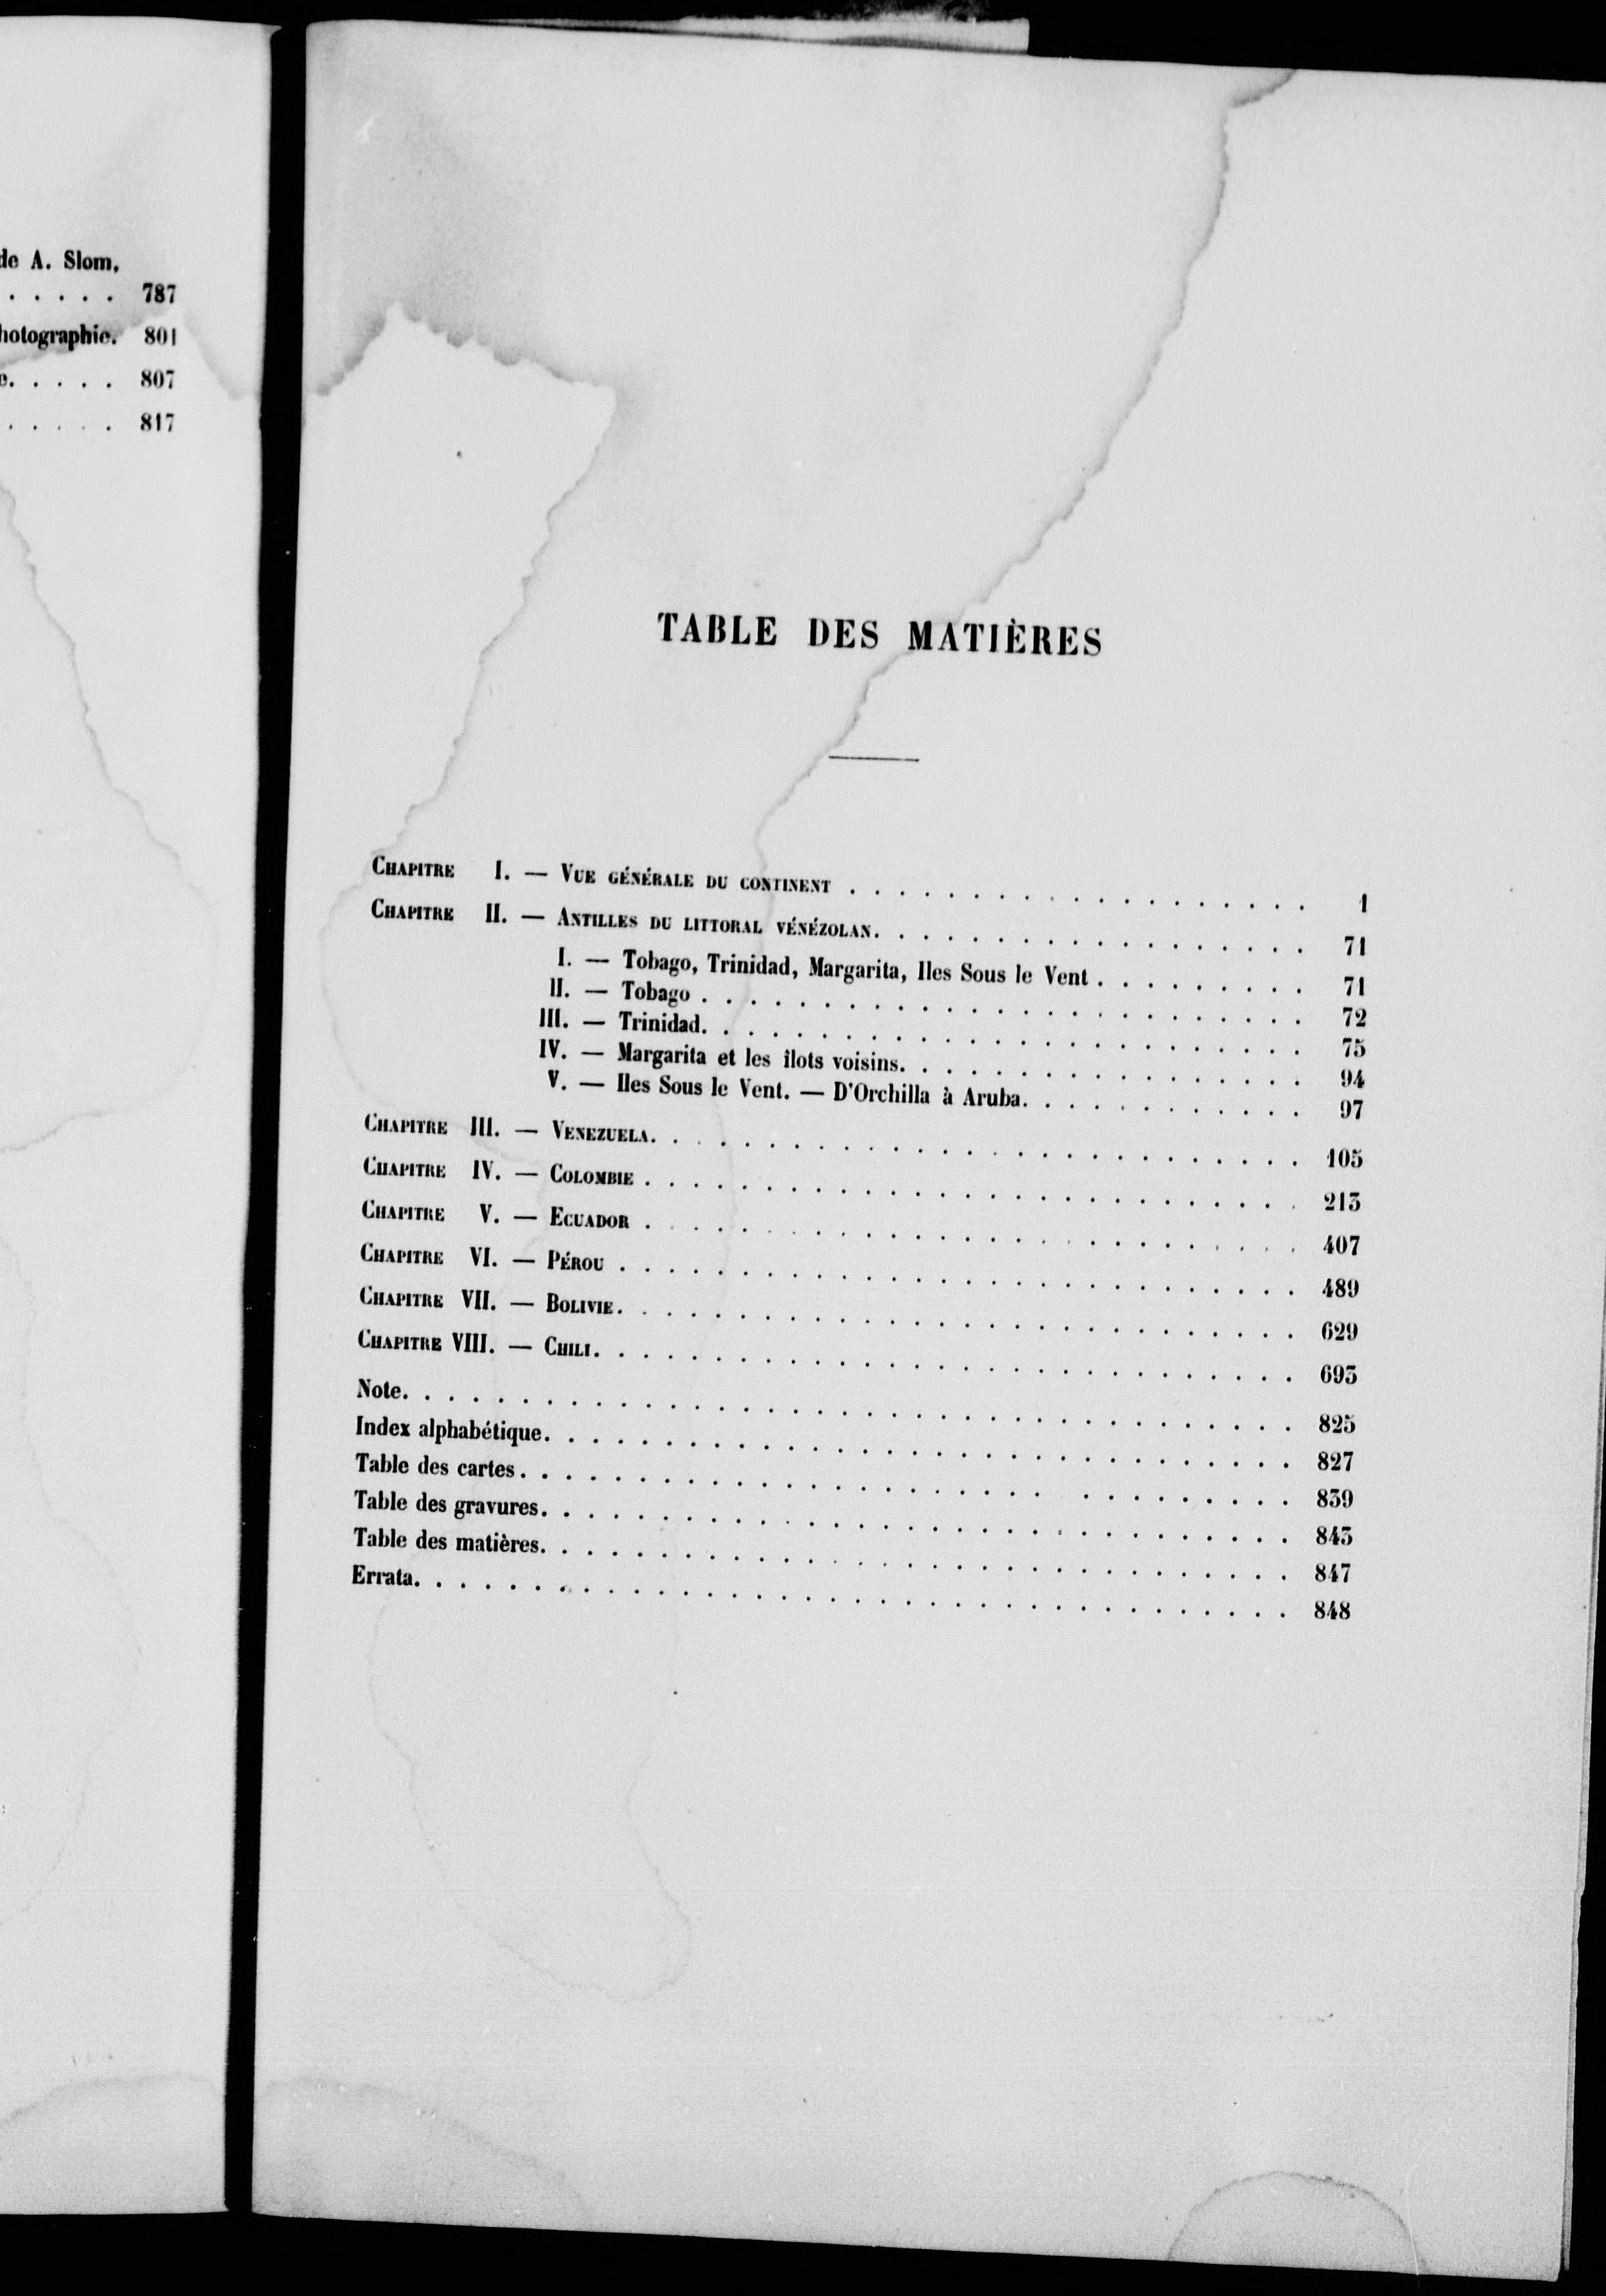 de A. Slom.
. . . . . 787
hotographie. 801
e. . . . . 807
. . . . . 817
TABLE DES MATIÈRES
CHAPITRE I. — VUE GÉNÉRALE DU CONTINENT . . . . . . . . . . . . . . . . . . . 1
CHAPITRE II. — ANTILLES DU LITTORAL VÉNÉZOLAN. . . . . . . . . . . . . . . . . . 71
I. — Tobago, Trinidad, Margarita, Iles Sous le Vent . . . . . . . . . 71
II. — Tobago . . . . . . . . . . . . . . . . . . . . . . . . . 72
III. — Trinidad. . . . . . . . . . . . . . . . . . . . . . . . . 75
IV. — Margarita et les îlots voisins. . . . . . . . . . . . . . . . . 94
V. — Iles Sous le Vent. — D'Orchilla à Aruba. . . . . . . . . . . . 97
CHAPITRE III. — VENEZUELA. . . . . . . . . . . . . . . . . . . . . . . . . . . 105
CHAPITRE IV. — COLOMBIE . . . . . . . . . . . . . . . . . . . . . . . . . . . 213
CHAPITRE V. — ECUADOR . . . . . . . . . . . . . . . . . . . . . . . . . . . 407
CHAPITRE VI. — PÉROU . . . . . . . . . . . . . . . . . . . . . . . . . . . . 489
CHAPITRE VII. — BOLIVIE. . . . . . . . . . . . . . . . . . . . . . . . . . . . 629
CHAPITRE VIII. — CHILI. . . . . . . . . . . . . . . . . . . . . . . . . . . . . 693
Note. . . . . . . . . . . . . . . . . . . . . . . . . . . . . . . . . . . . 825
Index alphabétique. . . . . . . . . . . . . . . . . . . . . . . . . . . . . . . 827
Table des cartes. . . . . . . . . . . . . . . . . . . . . . . . . . . . . . . . 839
Table des gravures. . . . . . . . . . . . . . . . . . . . . . . . . . . . . . . 843
Table des matières. . . . . . . . . . . . . . . . . . . . . . . . . . . . . . . 847
Errata. . . . . . . . . . . . . . . . . . . . . . . . . . . . . . . . . . . . 848